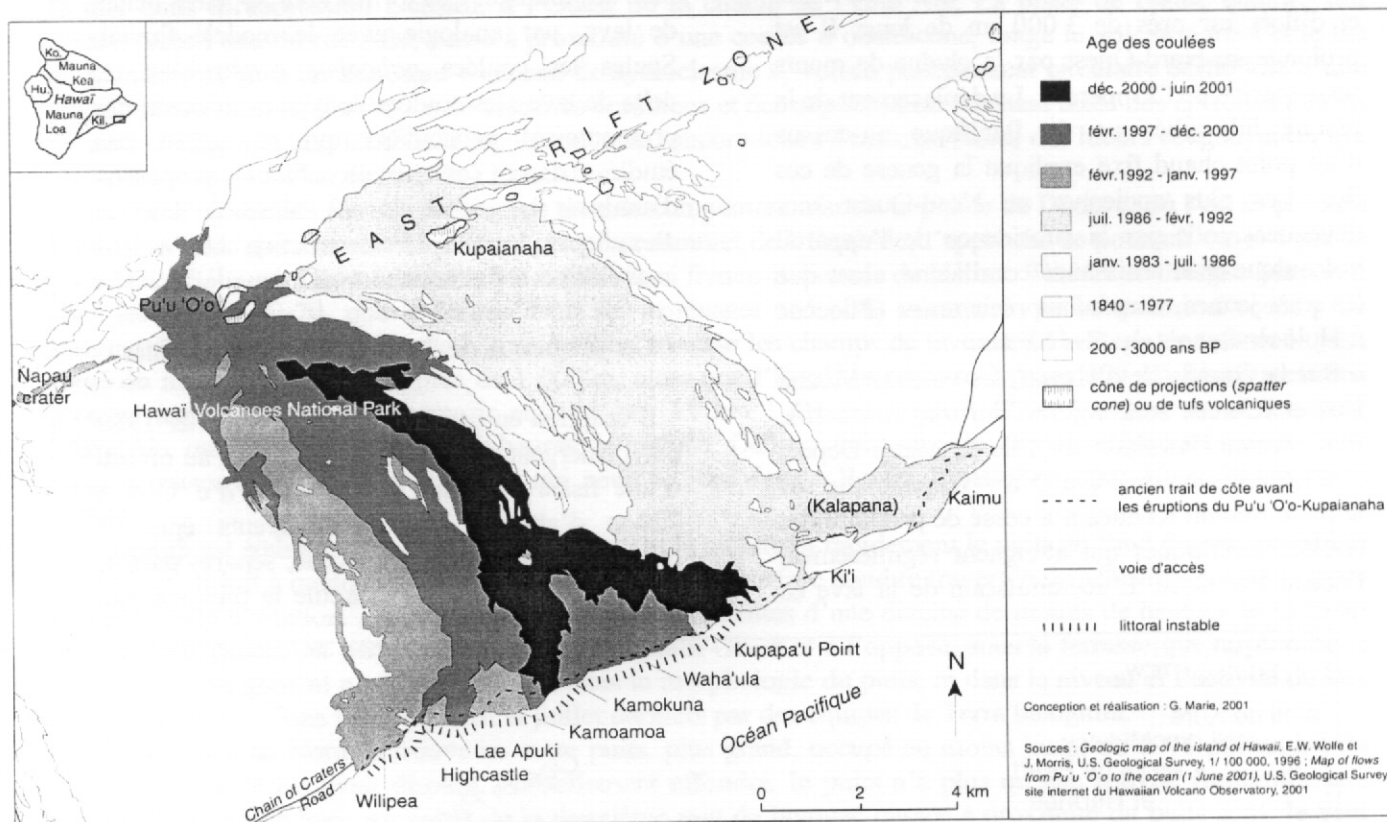 Ko.
Mauna
Kea
Hu.
Hawaï
Mauna
Loa
Kil.
EAST RIFT ZONE
Kupaianaha
Pu'u 'O'o
Napau
crater
Hawaï Volcanoes National Park
(Kalapana)
Kaimu
Ki'i
Kupapa'u Point
Waha'ula
Kamokuna
Kamoamoa
Lae Apuki
Highcastle
Wilipea
Chain of Craters
Road
Océan Pacifique
N
0 2 4 km
Age des coulées
déc. 2000 - juin 2001
févr. 1997 - déc. 2000
févr.1992 - janv. 1997
juil. 1986 - févr. 1992
janv. 1983 - juil. 1986
1840 - 1977
200 - 3000 ans BP
cône de projections (spatter
cone) ou de tufs volcaniques
ancien trait de côte avant
les éruptions du Pu'u 'O'o-Kupaianaha
voie d'accès
littoral instable
Conception et réalisation : G. Marie, 2001
Sources : Geologic map of the island of Hawaii, E.W. Wolfe et
J. Morris, U.S. Geological Survey, 1/ 100 000, 1996 ; Map of flows
from Pu`u `O`o to the ocean (1 June 2001), U.S. Geological Survey
site internet du Hawaiian Volcano Observatory, 2001